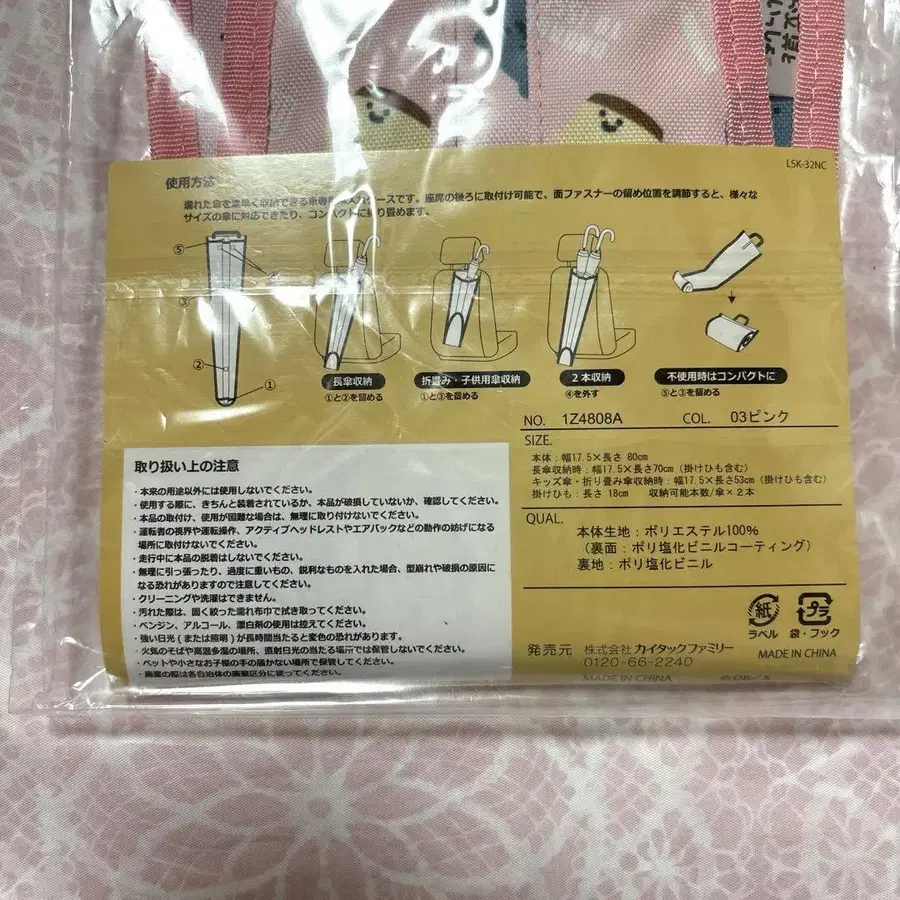 LSK-32NC
使用方法
濡れた傘を素早く収納できる車専用 入れケースです。座席の後ろに取付け可能で、面ファスナーの留め位置を調節すると、様々な
サイズの傘に対応できたり、コンパクトに折り畳めます。
⑤
③
②
①
長傘収納
①と②を留める
折畳み・子供用傘収納
①と③を留める
2本収納
④を外す
不使用時はコンパクトに
⑤と③を留める
NO. 1Z4808A COL. 03ピンク
SIZE.
本体:幅17.5×長さ 80cm
長傘収納時:幅17.5×長さ70cm(掛けひも含む)
キッズ傘・折り畳み傘収納時:幅17.5×長さ53cm(掛けひも含む)
掛けひも:長さ 18cm 収納可能本数/傘×2本
QUAL.
本体生地:ポリエステル100%
(裏面:ポリ塩化ビニルコーティング)
裏地:ポリ塩化ビニル
紙
ラベル
プラ
袋・フック
発売元 株式会社カイタックファミリー
0120-66-2240
MADE IN CHINA
MADE IN CHINA
取り扱い上の注意
・本来の用途以外には使用しないでください。
・使用する際に、きちんと装着されているか、本品が破損していないか、確認してください。
・本品の取付け、使用が困難な場合は、無理に取り付けないでください。
・運転者の視界や運転操作、アクティブヘッドレストやエアバックなどの動作の妨げになる
場所に取付けないでください。
・走行中に本品の脱着はしないでください。
・無理に引っ張ったり、過度に重いもの、鋭利なものを入れた場合、型崩れや破損の原因に
なる恐れがありますので注意してください。
・クリーニングや洗濯はできません。
・汚れた際は、固く絞った濡れ布巾で拭き取ってください。
・ベンジン、アルコール、漂白剤の使用は控えてください。
・強い日光(または照明)が長時間当たると変色の恐れがあります。
・火気のそばや高温多湿の場所、直射日光の当たる場所では保管しないでください。
・ペットや小さなお子様の手の届かない場所で保管してください。
・廃棄の際は各自治体の廃棄区分に従ってください。